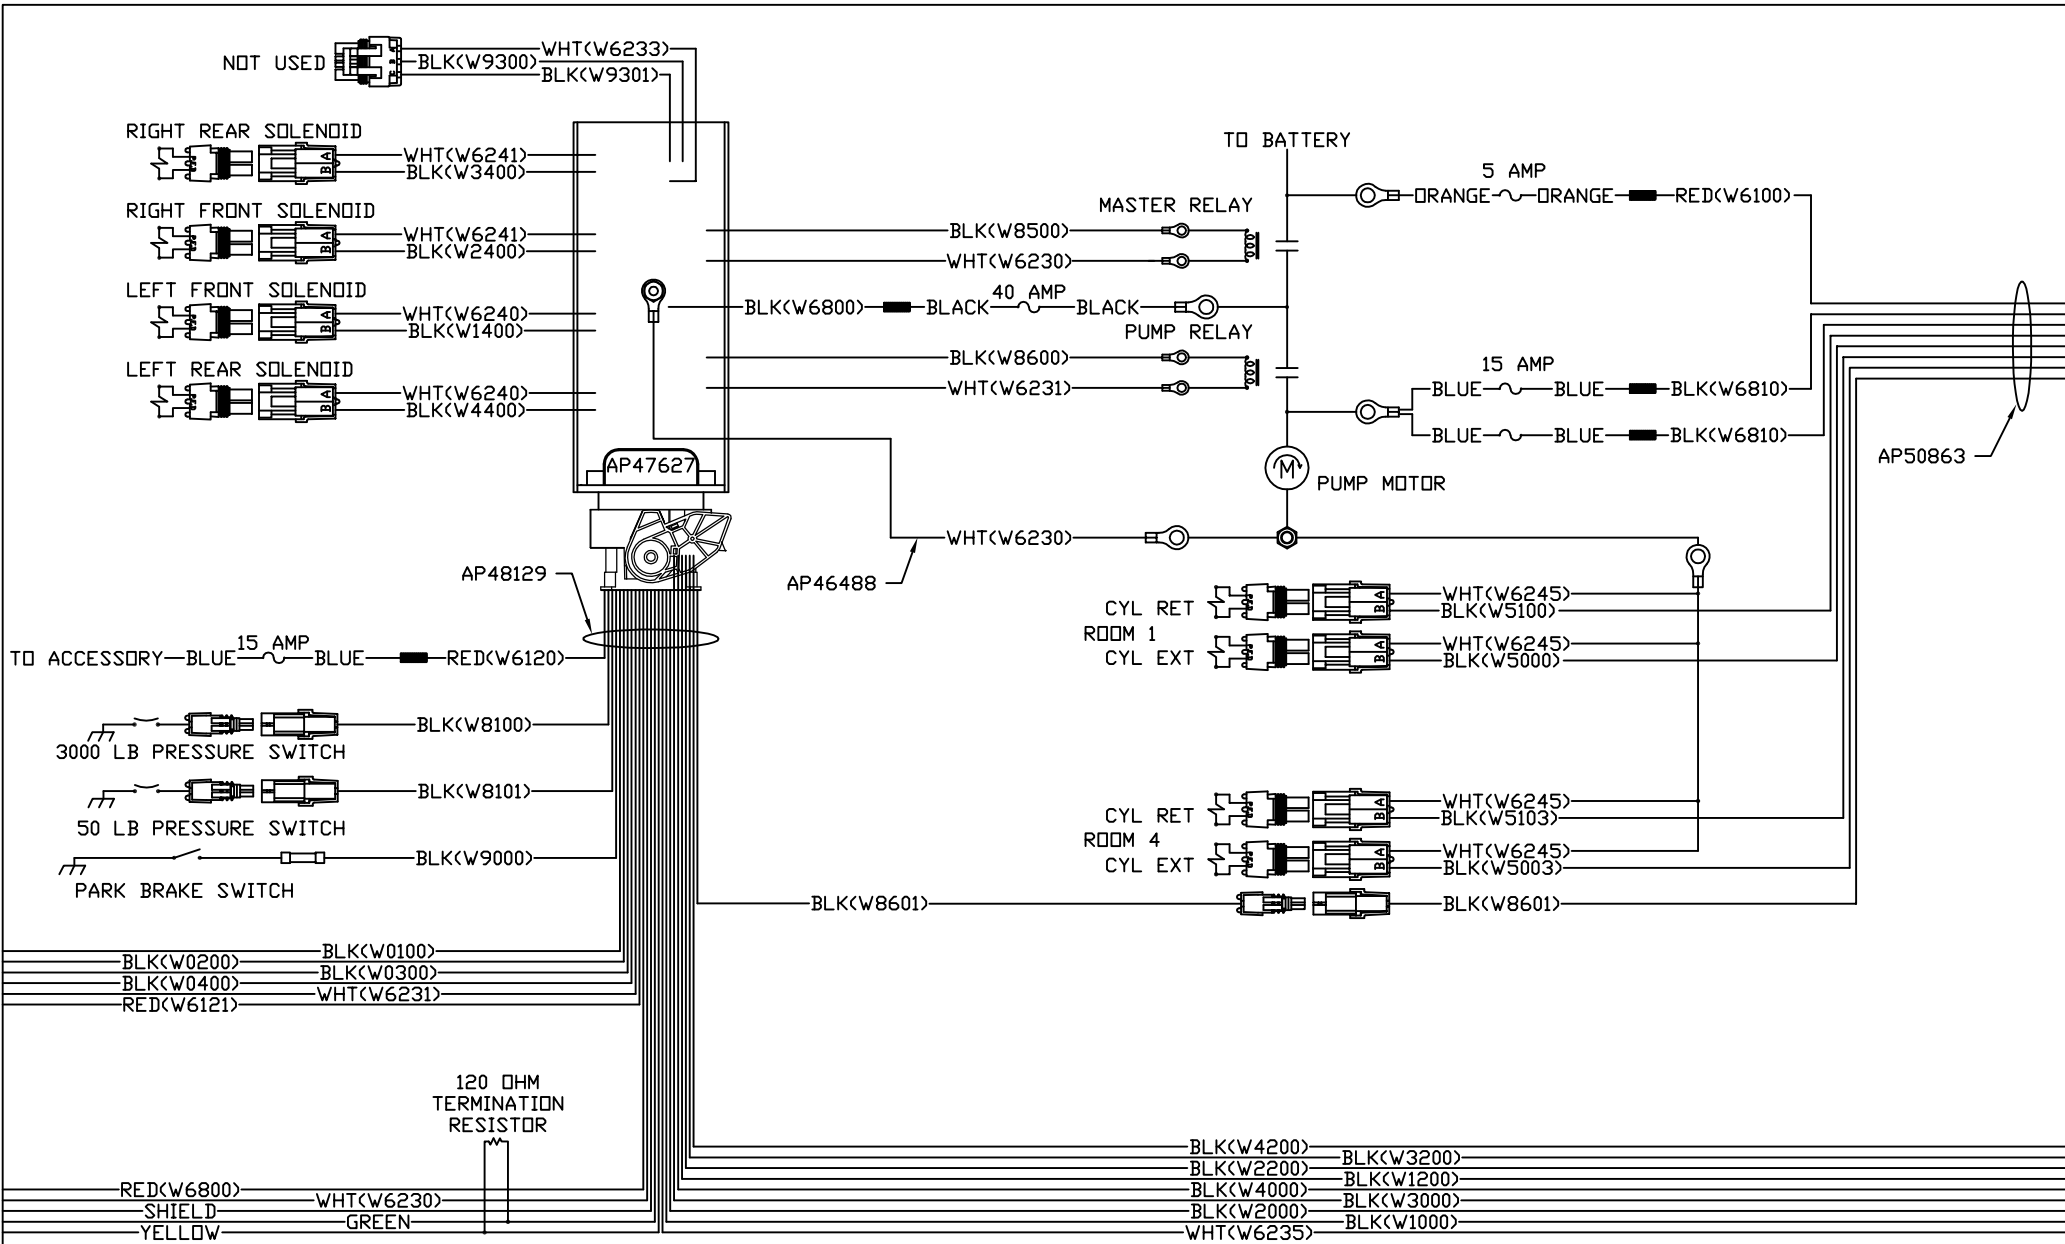 NOT USED
WHT(W6233)
BLK(W9300)
BLK(W9301)
RIGHT REAR SOLENOID
A
B
WHT(W6241)
BLK(W3400)
RIGHT FRONT SOLENOID
A
B
WHT(W6241)
BLK(W2400)
LEFT FRONT SOLENOID
A
B
WHT(W6240)
BLK(W1400)
LEFT REAR SOLENOID
A
B
WHT(W6240)
BLK(W4400)
AP47627
TO BATTERY
5 AMP
ORANGE
ORANGE
RED(W6100)
MASTER RELAY
BLK(W8500)
WHT(W6230)
BLK(W6800)
BLACK
40 AMP
BLACK
PUMP RELAY
BLK(W8600)
WHT(W6231)
15 AMP
BLUE
BLUE
BLK(W6810)
BLUE
BLUE
BLK(W6810)
M
PUMP MOTOR
AP50863
WHT(W6230)
AP46488
AP48129
TO ACCESSORY
BLUE
15 AMP
BLUE
RED(W6120)
BLK(W8100)
3000 LB PRESSURE SWITCH
BLK(W8101)
50 LB PRESSURE SWITCH
BLK(W9000)
PARK BRAKE SWITCH
CYL RET
A
B
WHT(W6245)
BLK(W5100)
ROOM 1
CYL EXT
A
B
WHT(W6245)
BLK(W5000)
CYL RET
A
B
WHT(W6245)
BLK(W5103)
ROOM 4
CYL EXT
A
B
WHT(W6245)
BLK(W5003)
BLK(W8601)
BLK(W8601)
BLK(W0100)
BLK(W0200)
BLK(W0300)
BLK(W0400)
WHT(W6231)
RED(W6121)
120 OHM
TERMINATION
RESISTOR
RED(W6800)
WHT(W6230)
SHIELD
GREEN
YELLOW
BLK(W4200)
BLK(W3200)
BLK(W2200)
BLK(W1200)
BLK(W4000)
BLK(W3000)
BLK(W2000)
BLK(W1000)
WHT(W6235)